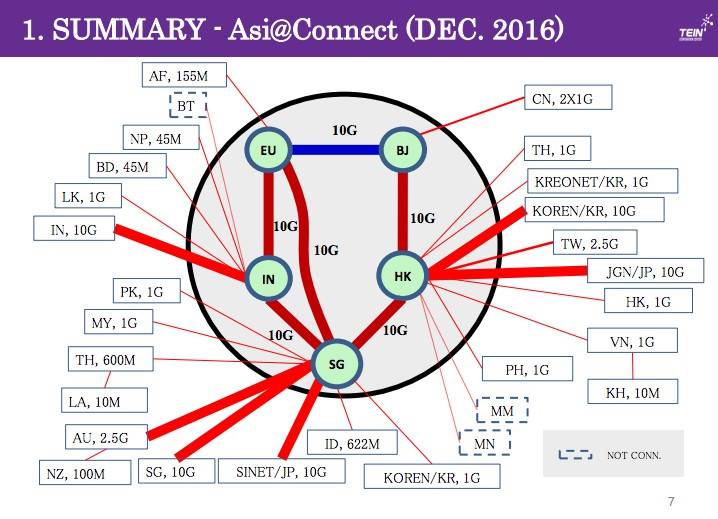 1. SUMMARY - Asi@Connect (DEC. 2016)
TEIN
AF, 155M
BT
NP, 45M
BD, 45M
LK, 1G
IN, 10G
PK, 1G
MY, 1G
TH, 600M
LA, 10M
AU, 2.5G
NZ, 100M
SG, 10G
SINET/JP, 10G
ID, 622M
KOREN/KR, 1G
EU
10G
BJ
10G
10G
10G
IN
HK
10G
10G
SG
CN, 2X1G
TH, 1G
KREONET/KR, 1G
KOREN/KR, 10G
TW, 2.5G
JGN/JP, 10G
HK, 1G
VN, 1G
PH, 1G
KH, 10M
MM
MN
NOT CONN.
7